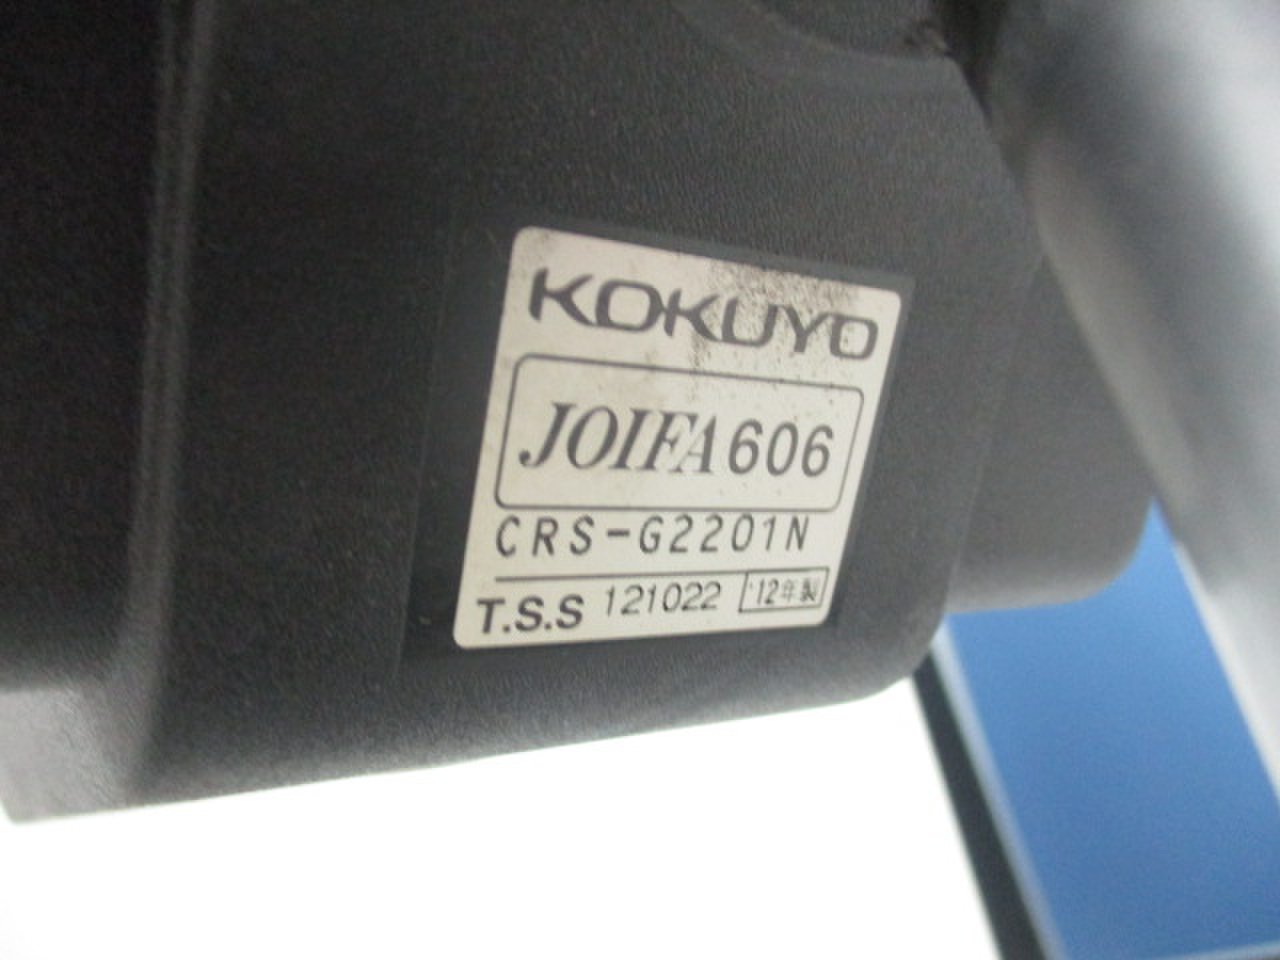 KOKUYO
JOIFA 606
CRS-G2201N
T.S.S 121022 '12年製